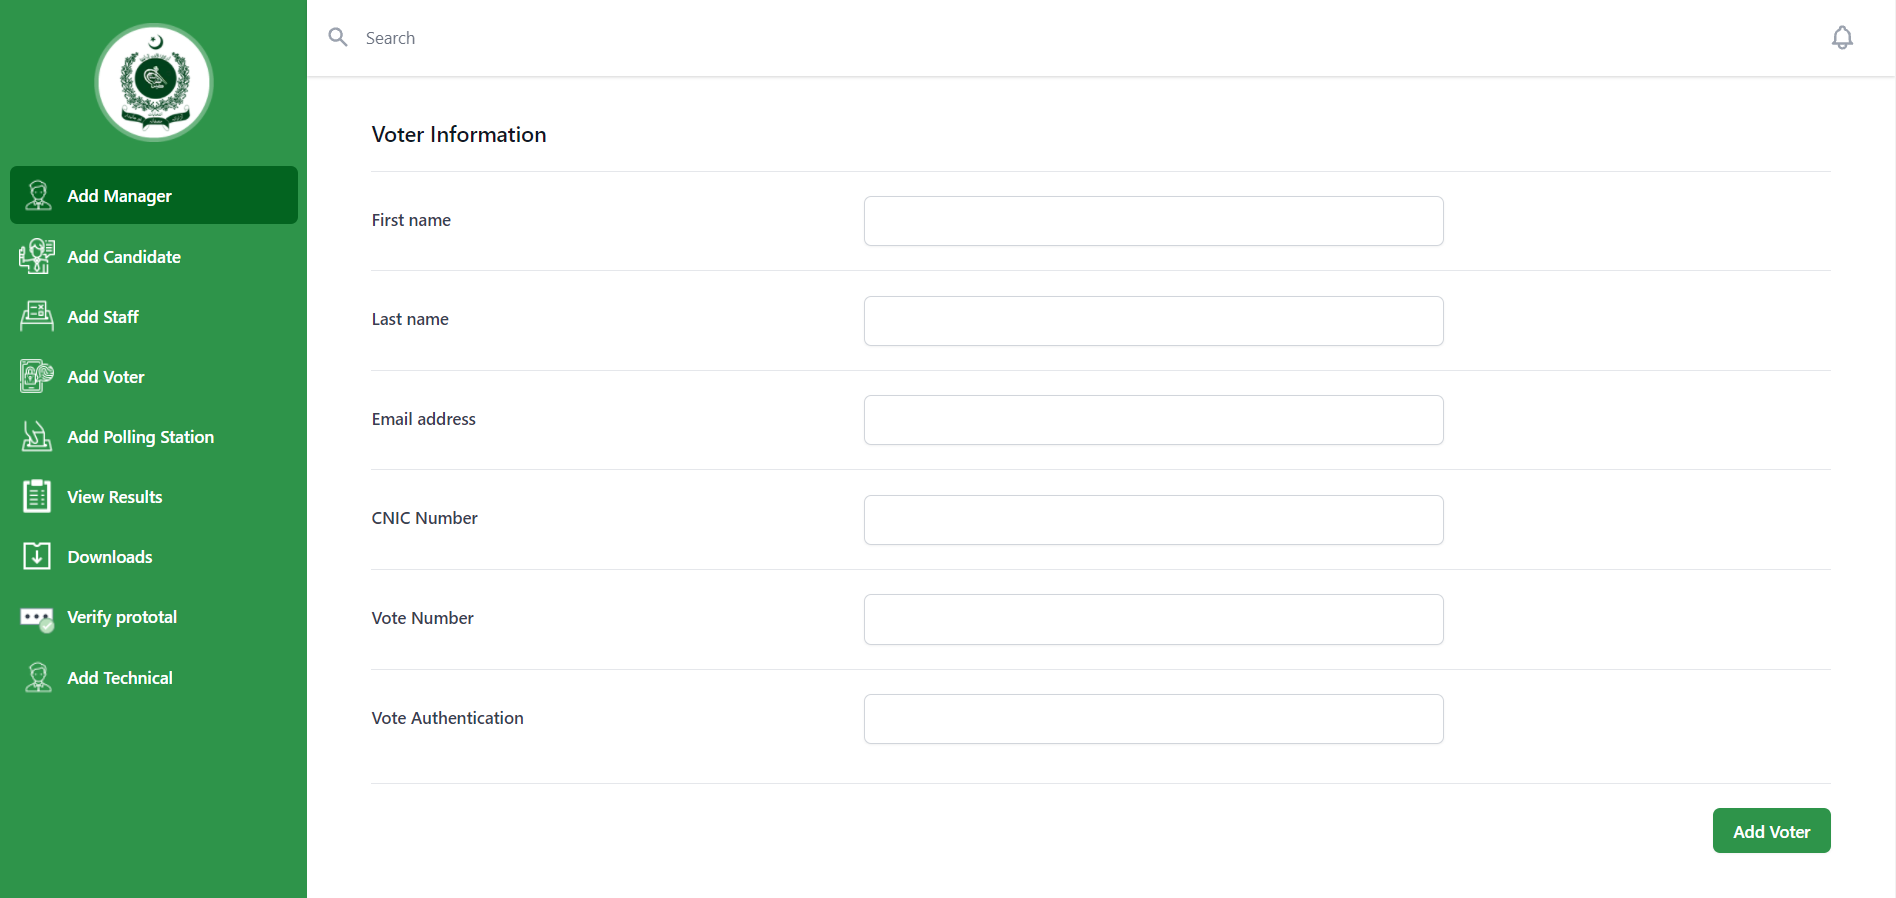 Add Manager
Add Candidate
Add Staff
Add Voter
Add Polling Station
View Results
Downloads
Verify prototal
Add Technical
Search
Voter Information
First name
Last name
Email address
CNIC Number
Vote Number
Vote Authentication
Add Voter